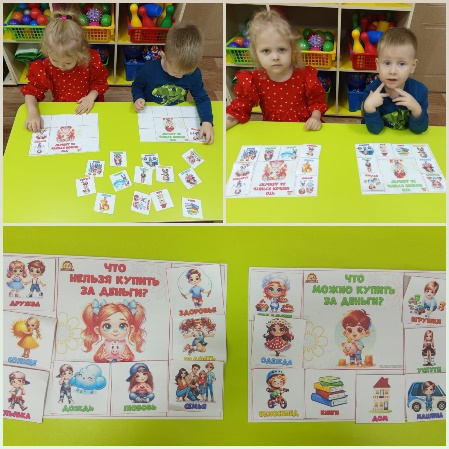 ЧТО
НЕЛЬЗЯ КУПИТЬ
ЗА ДЕНЬГИ?
ДРУЖБА
СОЛНЦЕ
УЛЫБКА
ДОЖДЬ
ЛЮБОВЬ
СЕМЬЯ
ЗДОРОВЬЕ
ЧТО
МОЖНО КУПИТЬ
ЗА ДЕНЬГИ?
ОДЕЖДА
ВЕЛОСИПЕД
КНИГИ
ДОМ
МАШИНА
УСЛУГИ
ИГРУШКИ